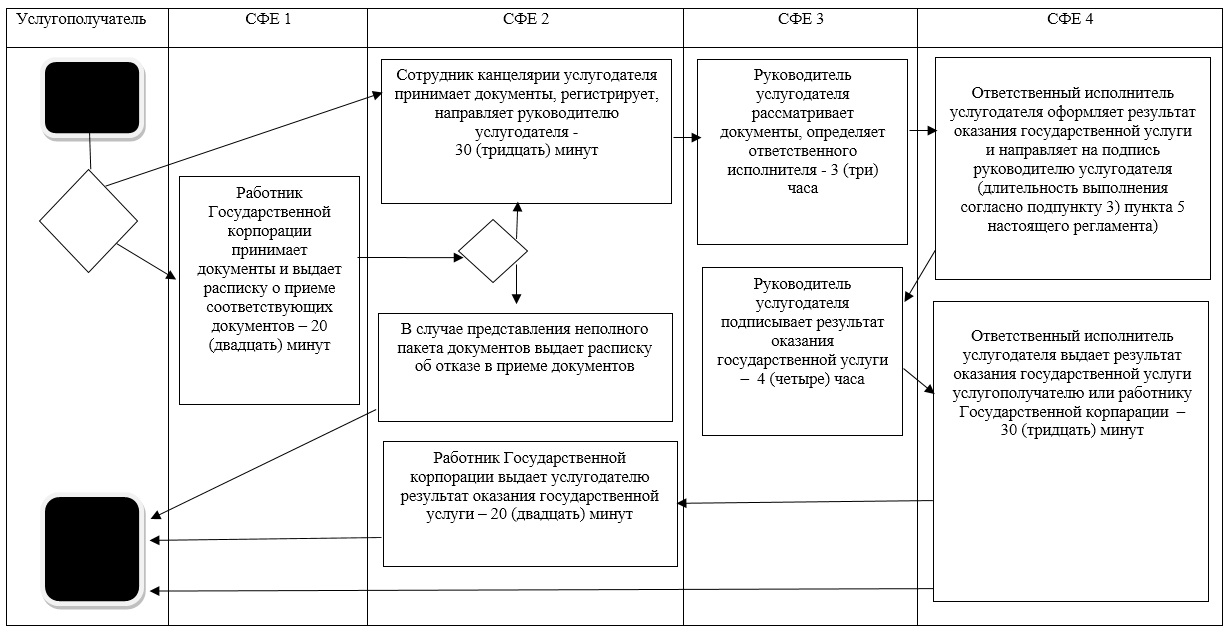 Услугополучатель
СФЕ 1
СФЕ 2
СФЕ 3
СФЕ 4
Работник
Государственной
корпорации
принимает
документы и выдает
расписку о приеме
соответствующих
документов – 20
(двадцать) минут
Сотрудник канцелярии услугодателя
принимает документы, регистрирует,
направляет руководителю
услугодателя -
30 (тридцать) минут
В случае представления неполного
пакета документов выдает расписку
об отказе в приеме документов
Работник Государственной
корпорации выдает услугодателю
результат оказания государственной
услуги – 20 (двадцать) минут
Руководитель
услугодателя
рассматривает
документы, определяет
ответственного
исполнителя - 3 (три)
часа
Руководитель
услугодателя
подписывает результат
оказания
государственной услуги
– 4 (четыре) часа
Ответственный исполнитель
услугодателя оформляет результат
оказания государственной услуги
и направляет на подпись
руководителю услугодателя
(длительность выполнения
согласно подпункту 3) пункта 5
настоящего регламента)
Ответственный исполнитель
услугодателя выдает результат
оказания государственной услуги
услугополучателю или работнику
Государственной корпарации –
30 (тридцать) минут